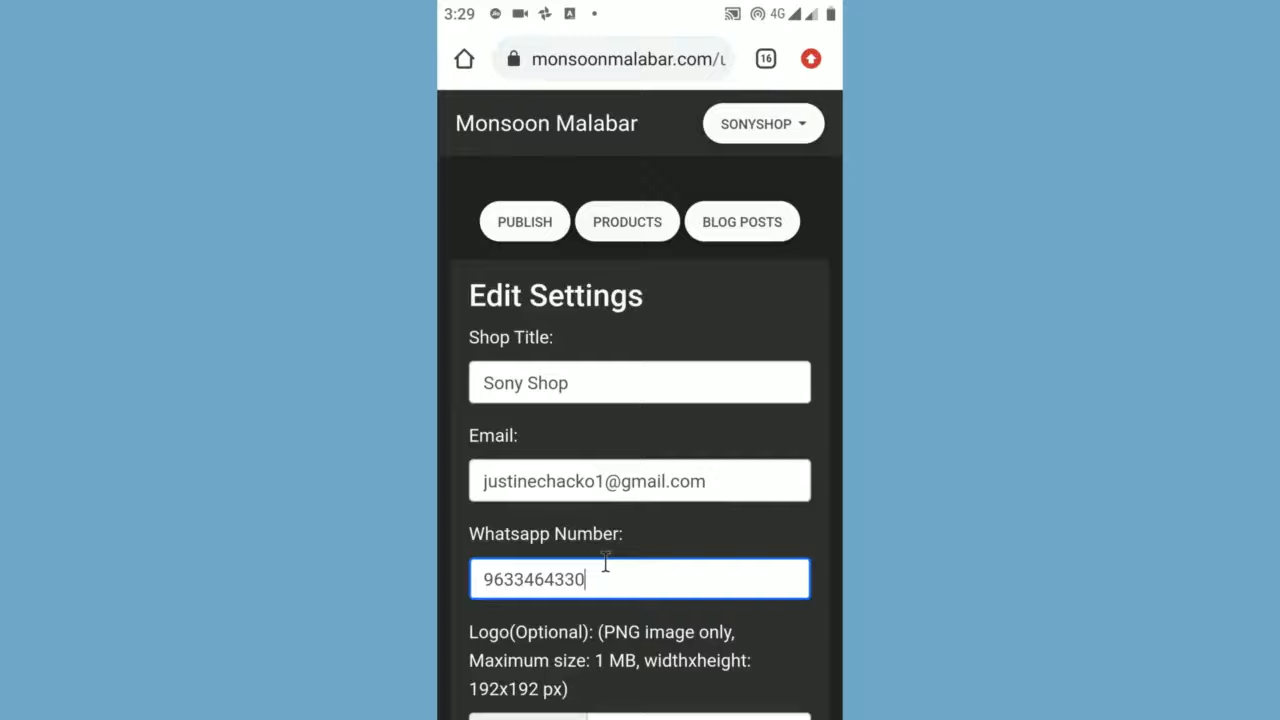 3:29
4G
monsoonmalabar.com/u
16
Monsoon Malabar
SONYSHOP
PUBLISH PRODUCTS BLOG POSTS
Edit Settings
Shop Title:
Sony Shop
Email:
justinechacko1@gmail.com
Whatsapp Number:
9633464330
Logo(Optional): (PNG image only,
Maximum size: 1 MB, widthxheight:
192x192 px)